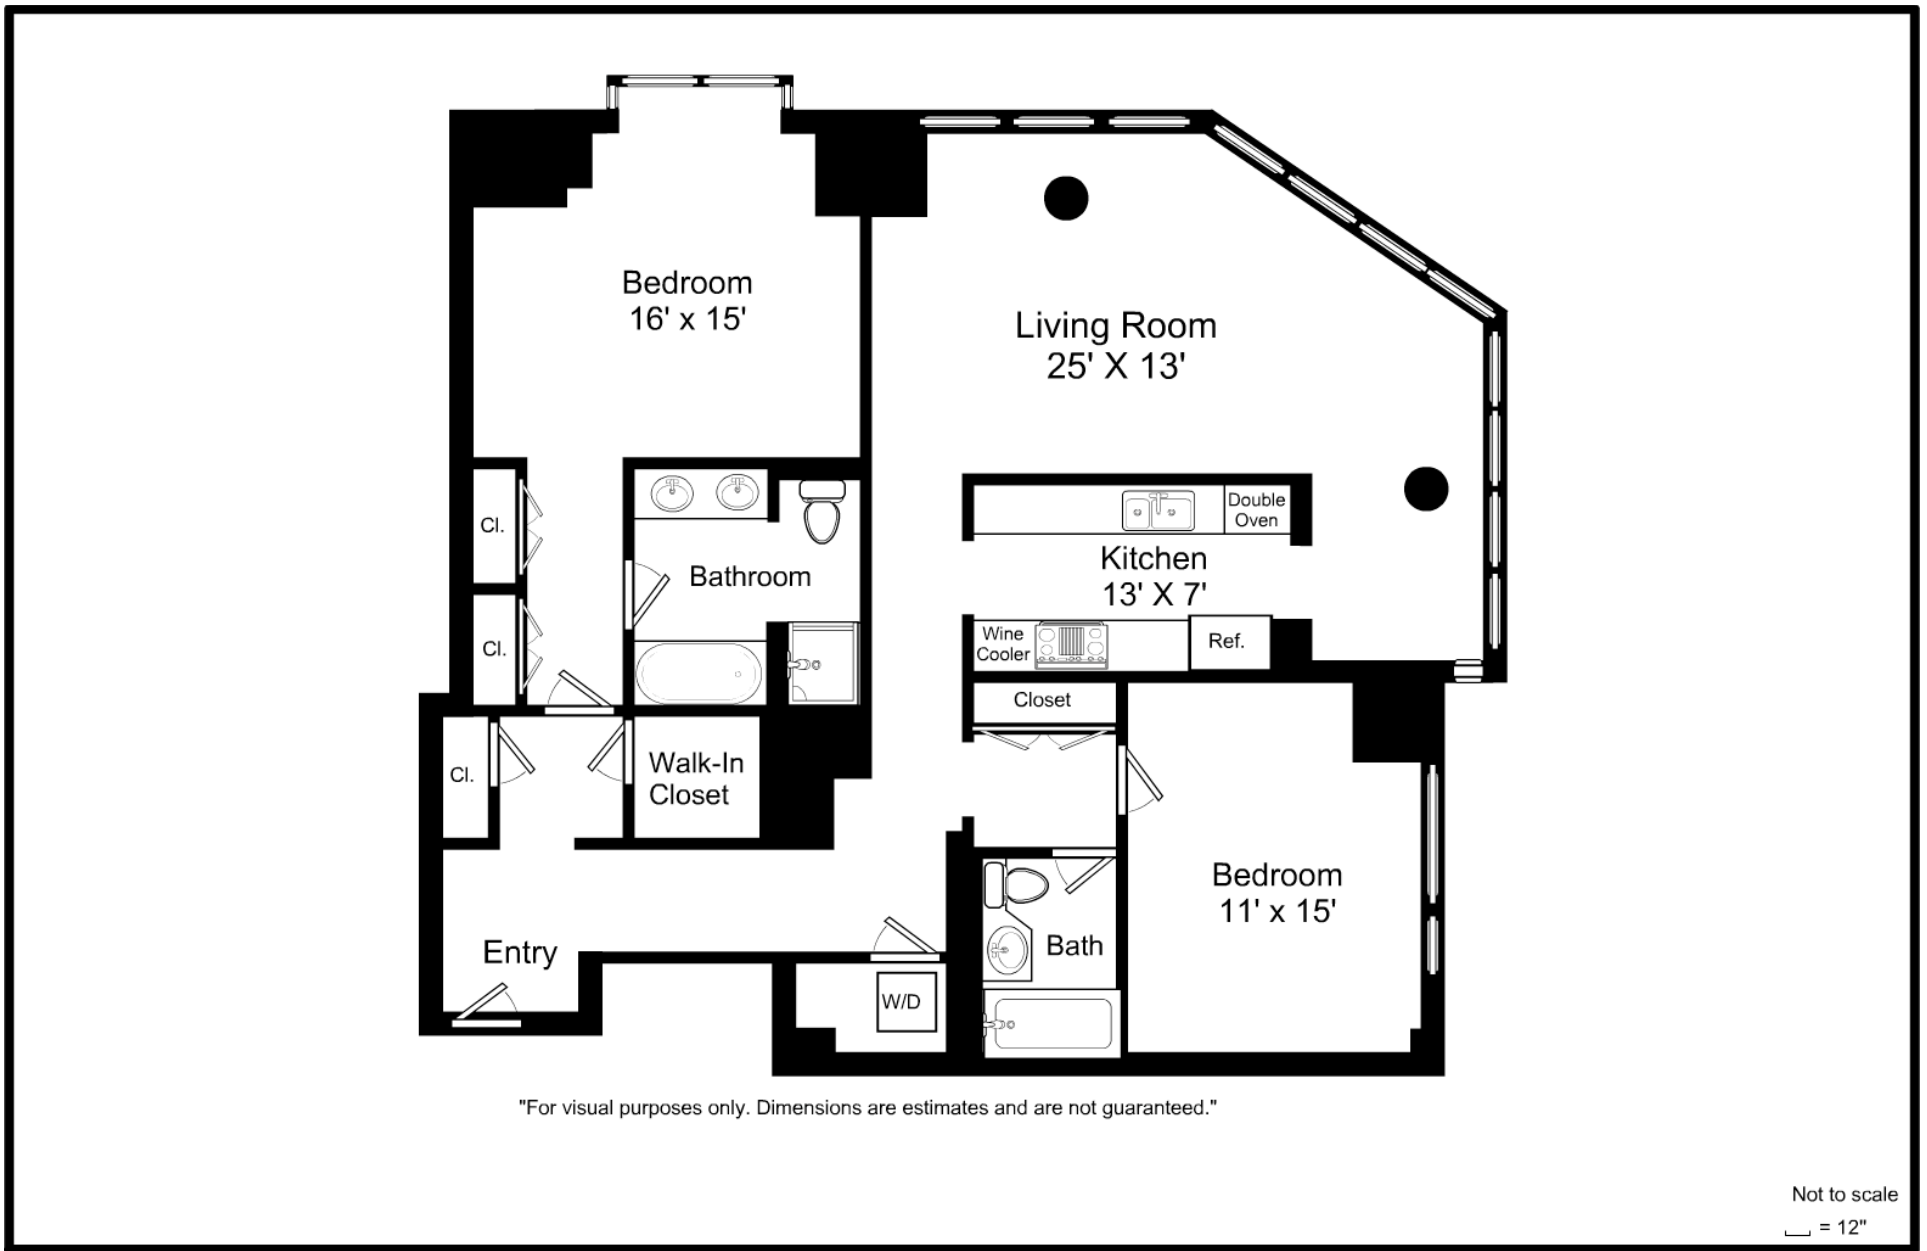 Bedroom
16' x 15'
Living Room
25' X 13'
Cl.
Double
Oven
Kitchen
13' X 7'
Bathroom
Wine
Cooler
Ref.
Cl.
Closet
Cl.
Walk-In
Closet
Bedroom
11' x 15'
Entry
Bath
W/D
"For visual purposes only. Dimensions are estimates and are not guaranteed."
Not to scale
= 12"